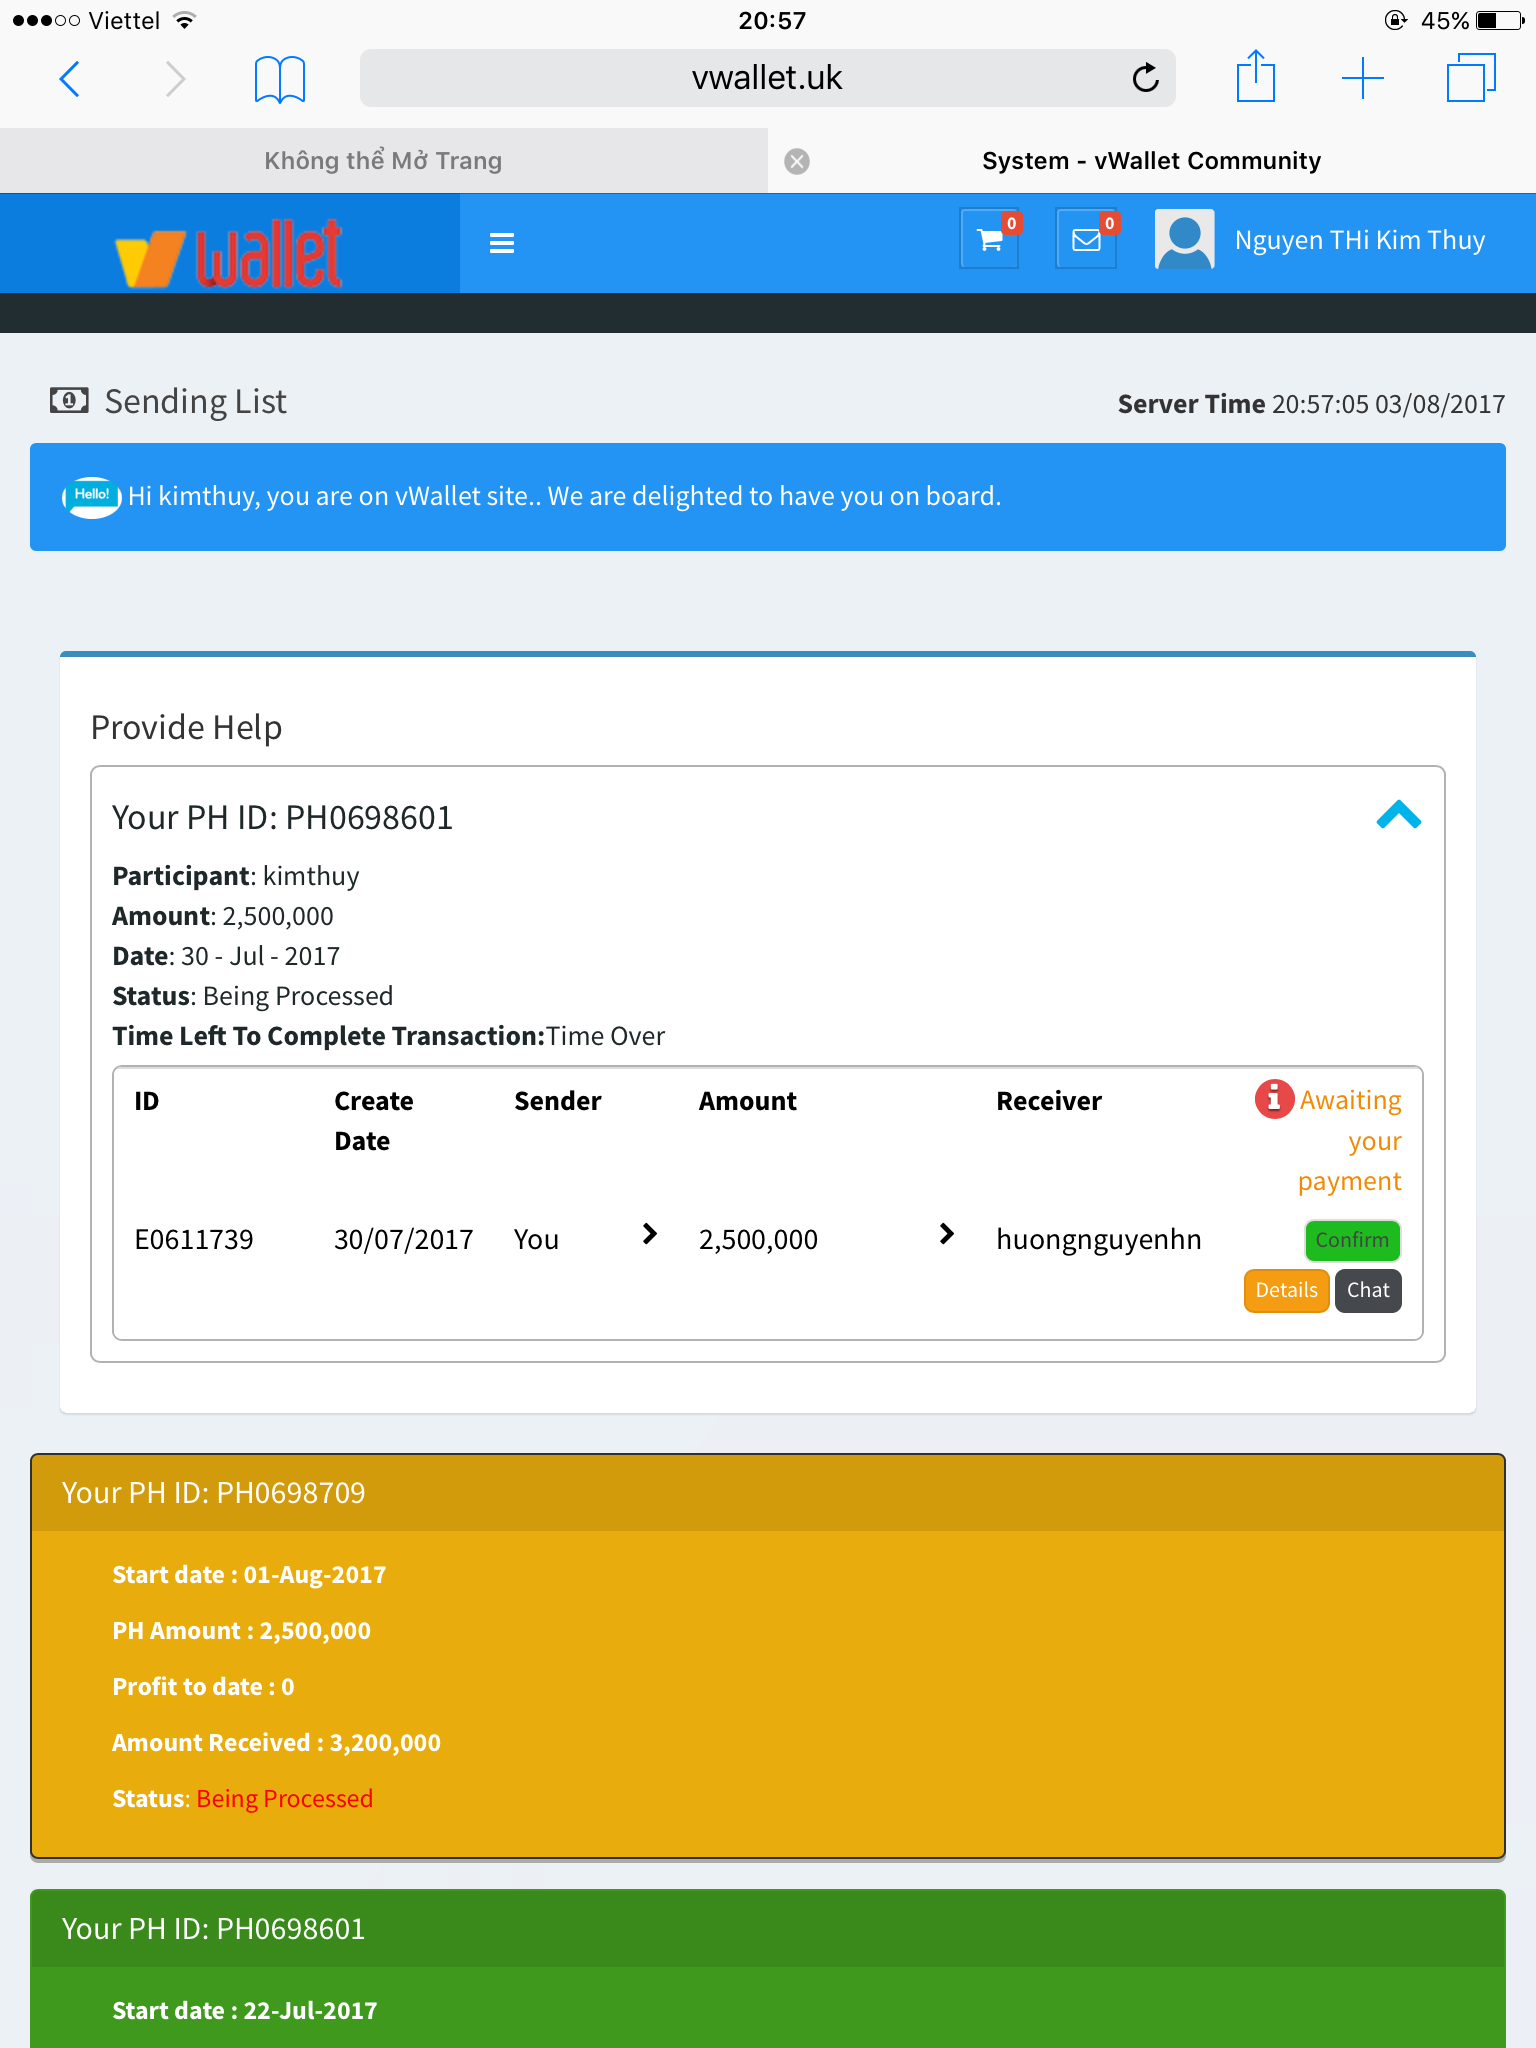 Viettel 20:57 45%
vwallet.uk
Không thể Mở Trang
System - vWallet Community
wallet
0
0
Nguyen THi Kim Thuy
Sending List
Server Time 20:57:05 03/08/2017
Hello! Hi kimthuy, you are on vWallet site.. We are delighted to have you on board.
Provide Help
Your PH ID: PH0698601
Participant: kimthuy
Amount: 2,500,000
Date: 30 - Jul - 2017
Status: Being Processed
Time Left To Complete Transaction:Time Over
ID
Create
Date
Sender
Amount
Receiver
Awaiting
your
payment
E0611739
30/07/2017
You
2,500,000
huongnguyenhn
Confirm
Details
Chat
Your PH ID: PH0698709
Start date : 01-Aug-2017
PH Amount : 2,500,000
Profit to date : 0
Amount Received : 3,200,000
Status: Being Processed
Your PH ID: PH0698601
Start date : 22-Jul-2017